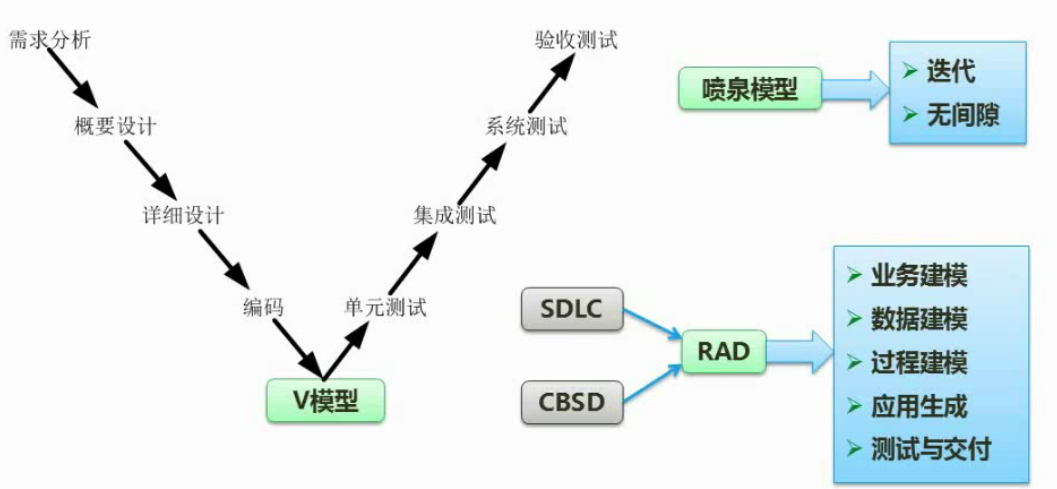 需求分析
概要设计
详细设计
编码
V模型
单元测试
集成测试
系统测试
验收测试
喷泉模型
迭代
无间隙
SDLC
CBSD
RAD
业务建模
数据建模
过程建模
应用生成
测试与交付